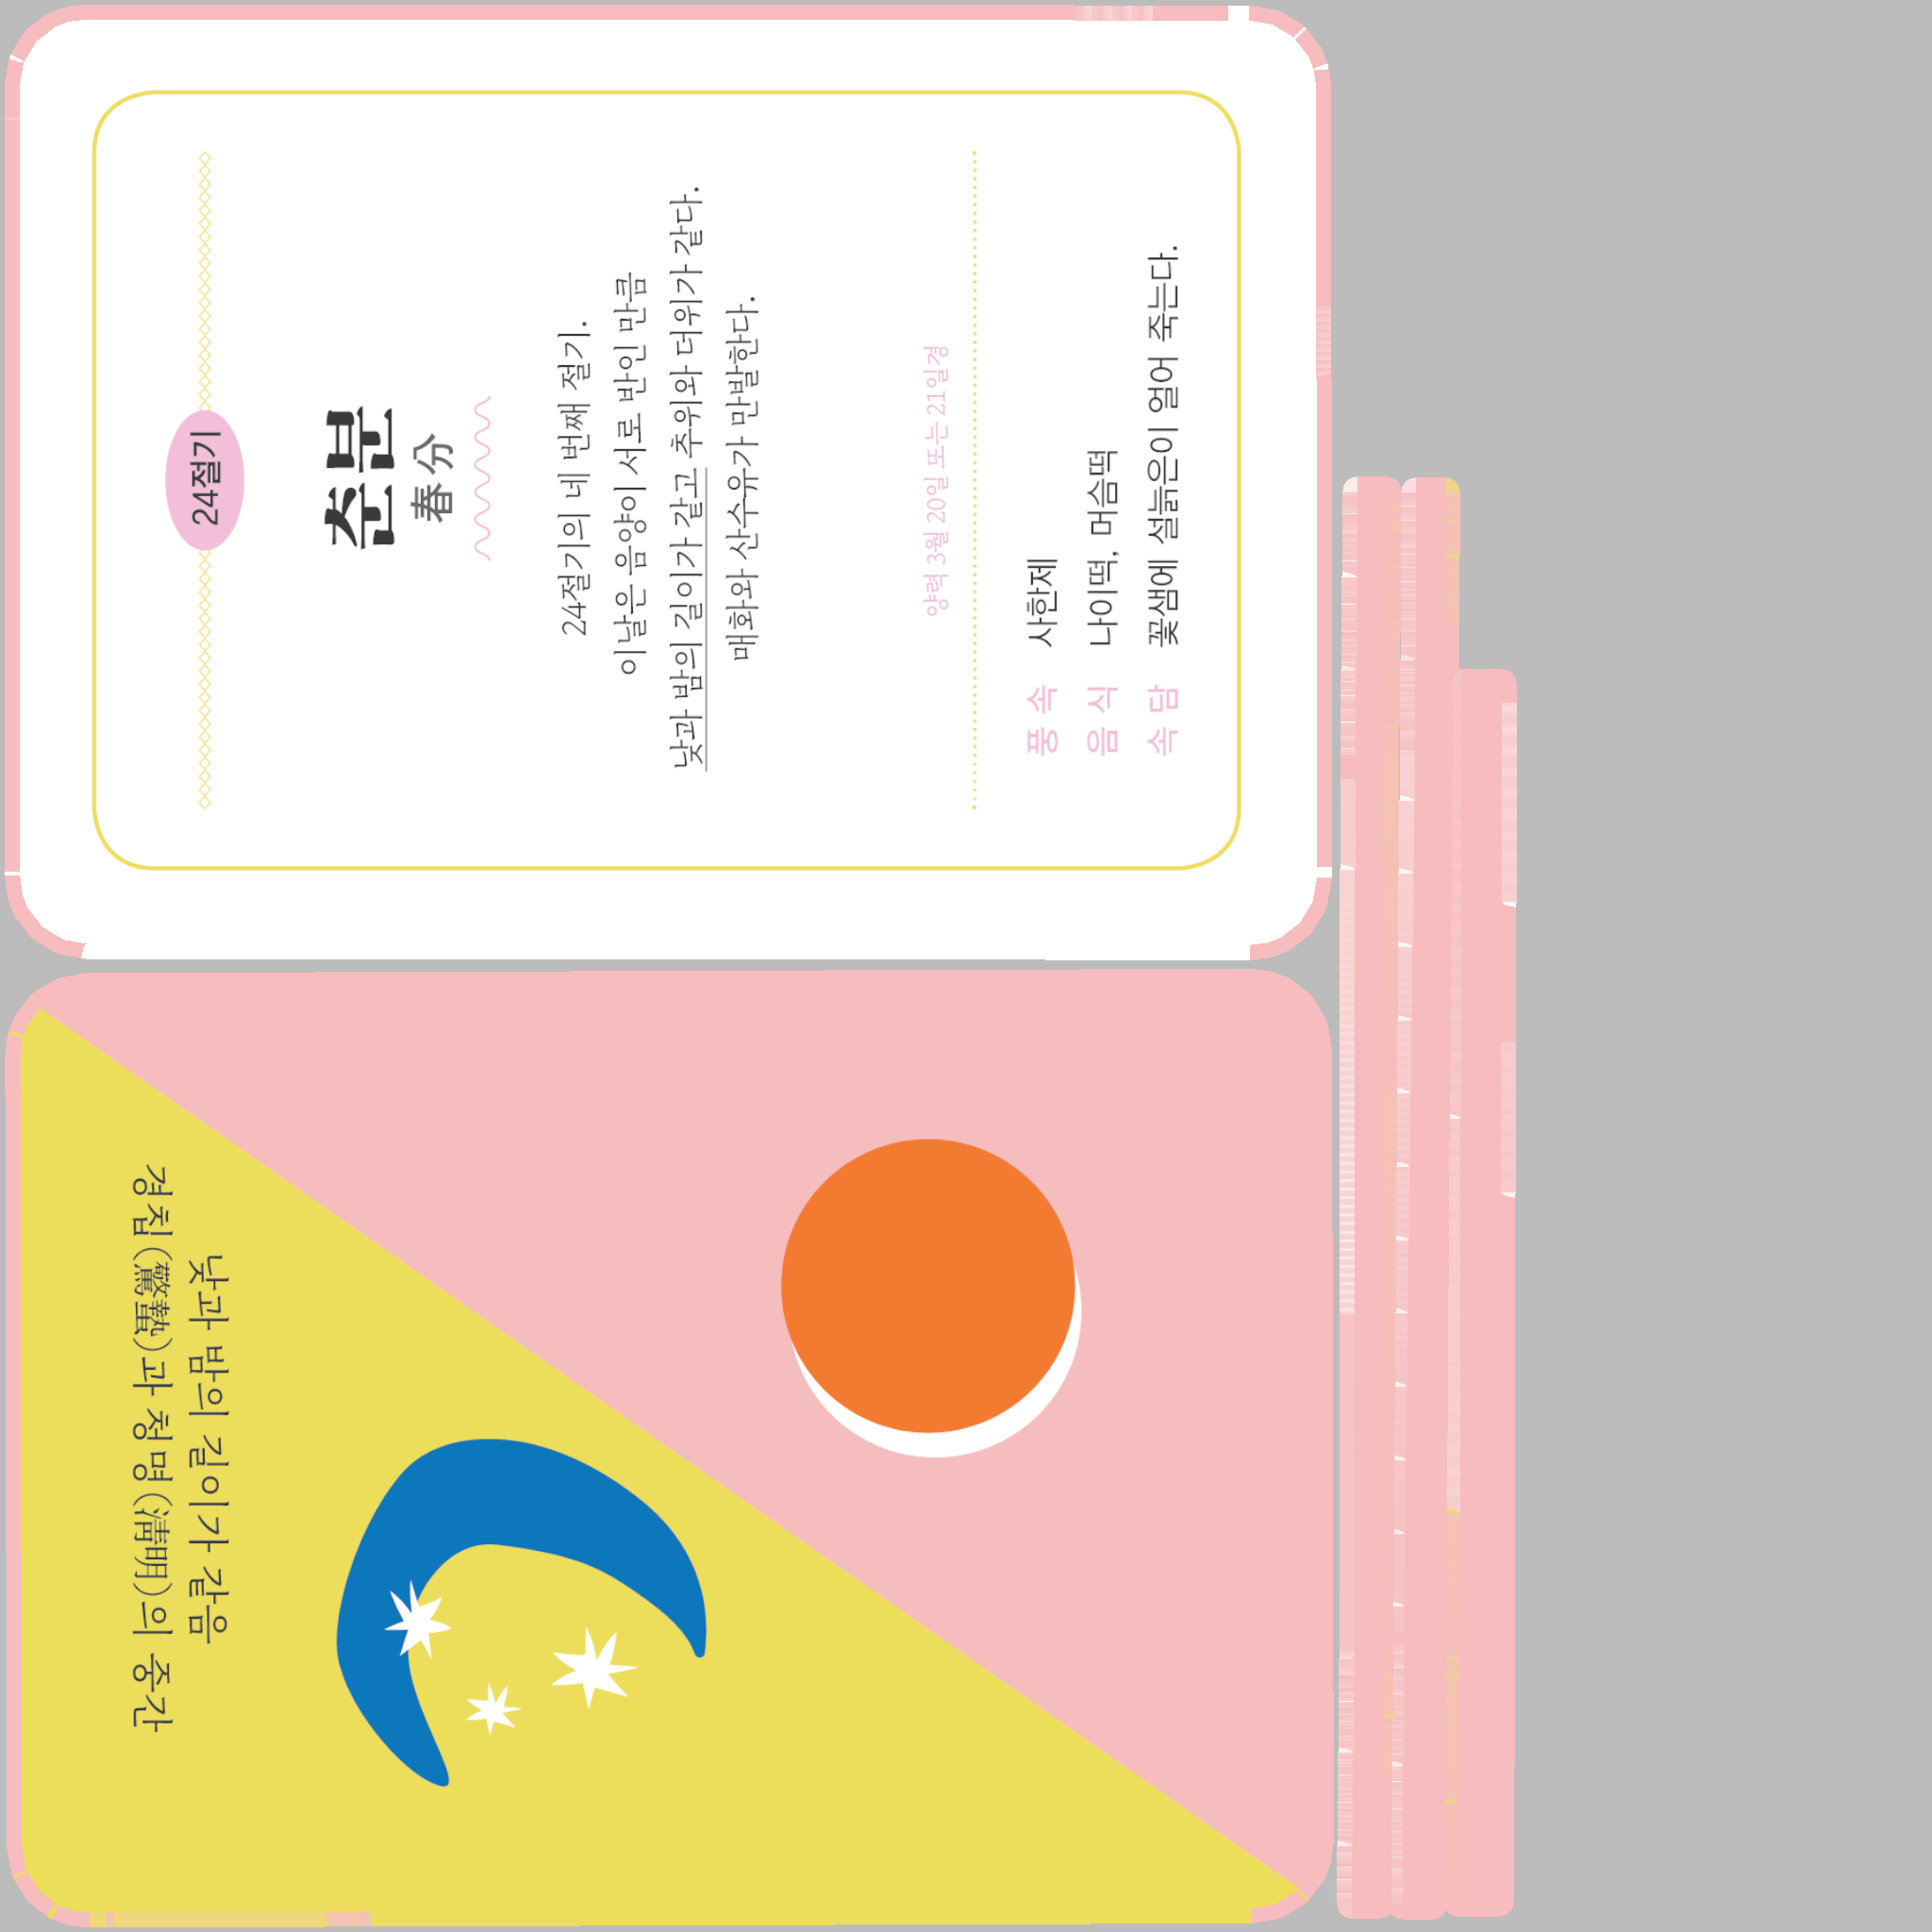 24절기
춘분
春分
24절기의 네 번째 절기.
이날은 음양이 서로 반인 만큼
낮과 밤의 길이가 같고 추위와 더위가 같다.
매화와 산수유가 만발한다.
양력 3월 20일 또는 21일경
풍속 사한제
음식 나이떡, 머슴떡
속담 꽃샘에 설늙은이 얼어 죽는다.
낮과 밤의 길이가 같음
경칩(驚蟄)과 청명(淸明)의 중간